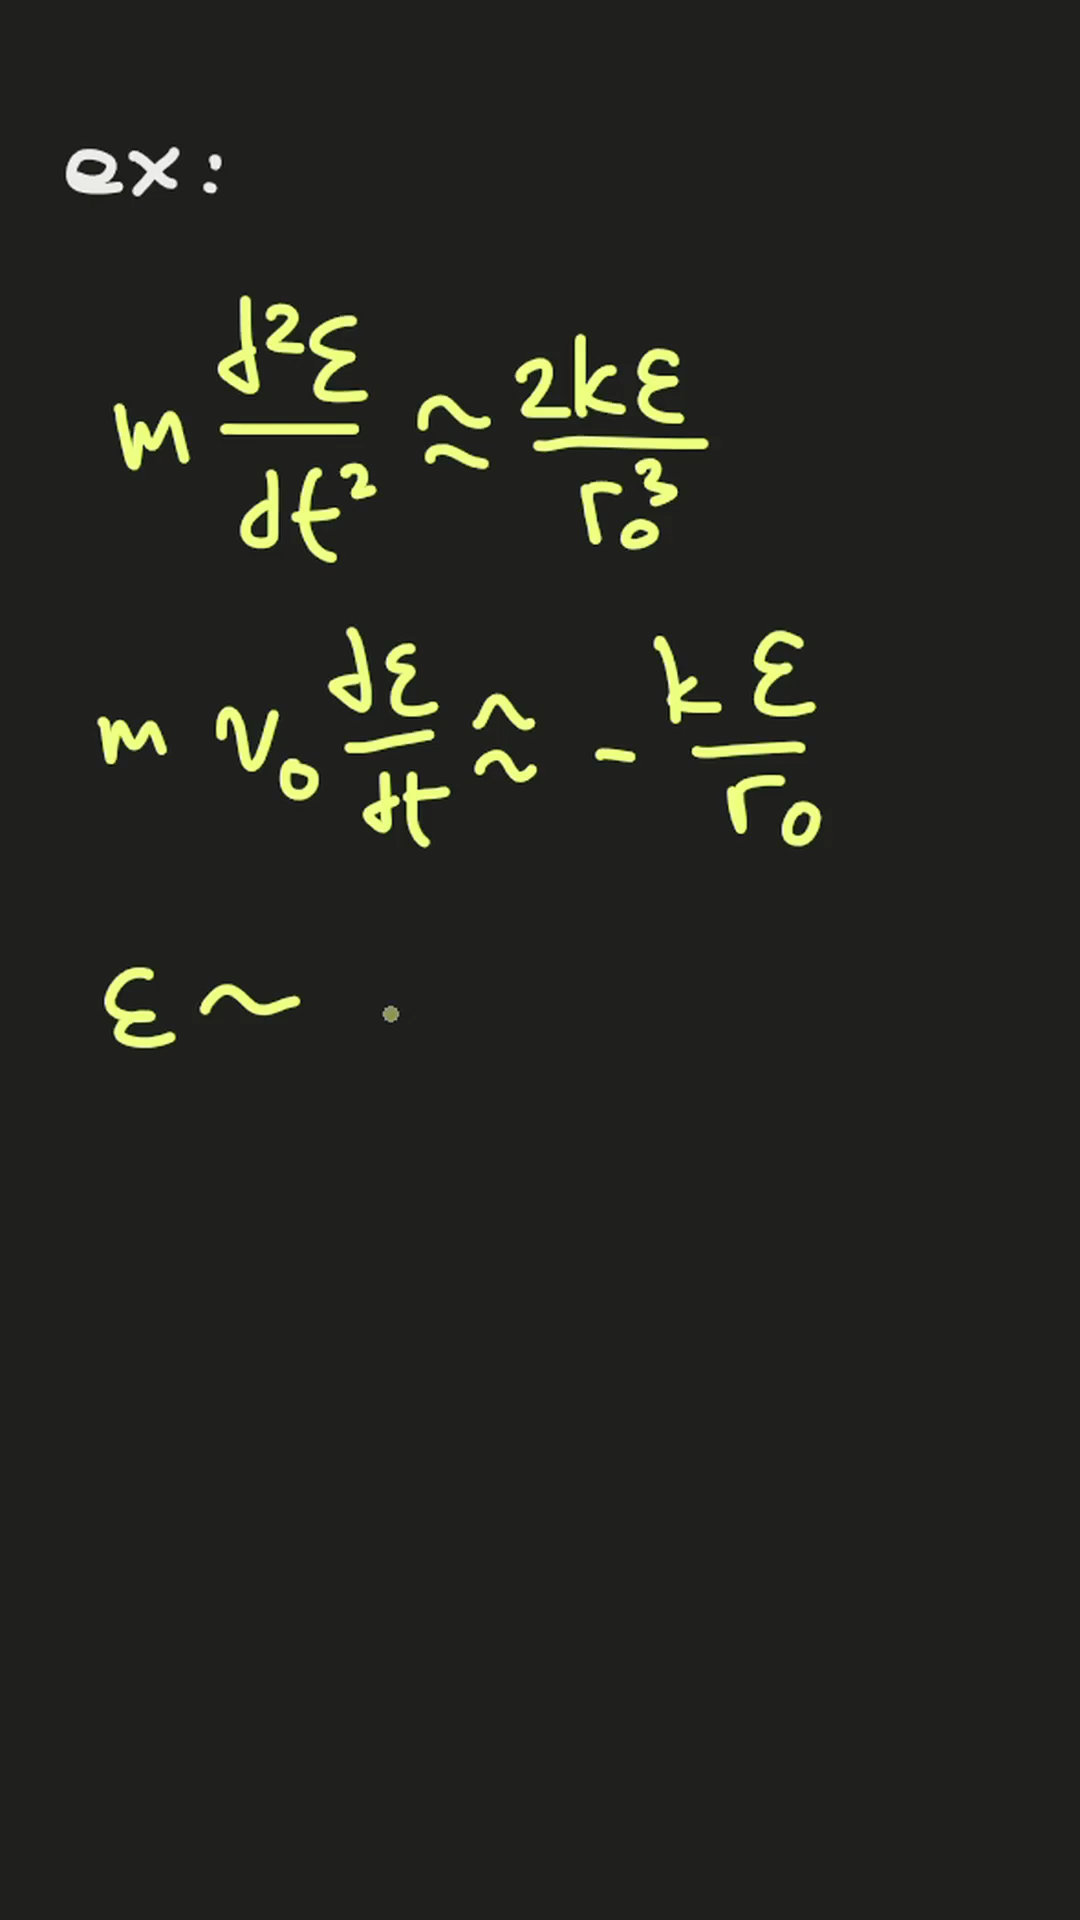 ex:
m d²ε/dt² ≈ 2kε/r₀³
m v₀ dε/dt ≈ - kε/r₀
ε ~